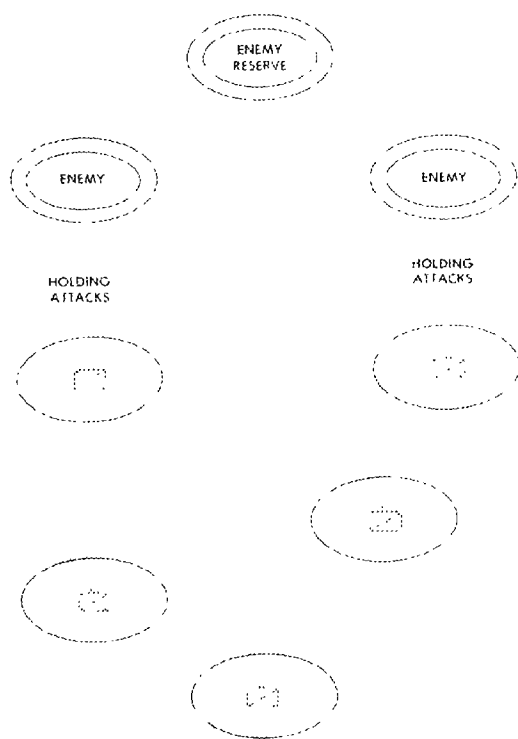 ENEMY
RESERVE
ENEMY
ENEMY
HOLDING
ATTACKS
HOLDING
ATTACKS